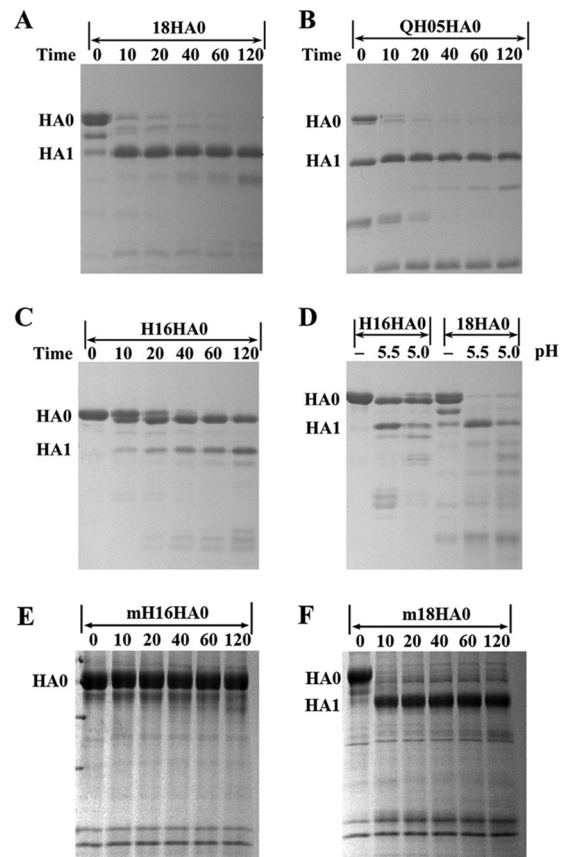 A
18HA0
Time 0 10 20 40 60 120
HA0
HA1
B
QH05HA0
Time 0 10 20 40 60 120
HA0
HA1
C
H16HA0
Time 0 10 20 40 60 120
HA0
HA1
D
H16HA0 18HA0
– 5.5 5.0 – 5.5 5.0 pH
HA0
HA1
E
mH16HA0
0 10 20 40 60 120
HA0
F
m18HA0
0 10 20 40 60 120
HA0
HA1